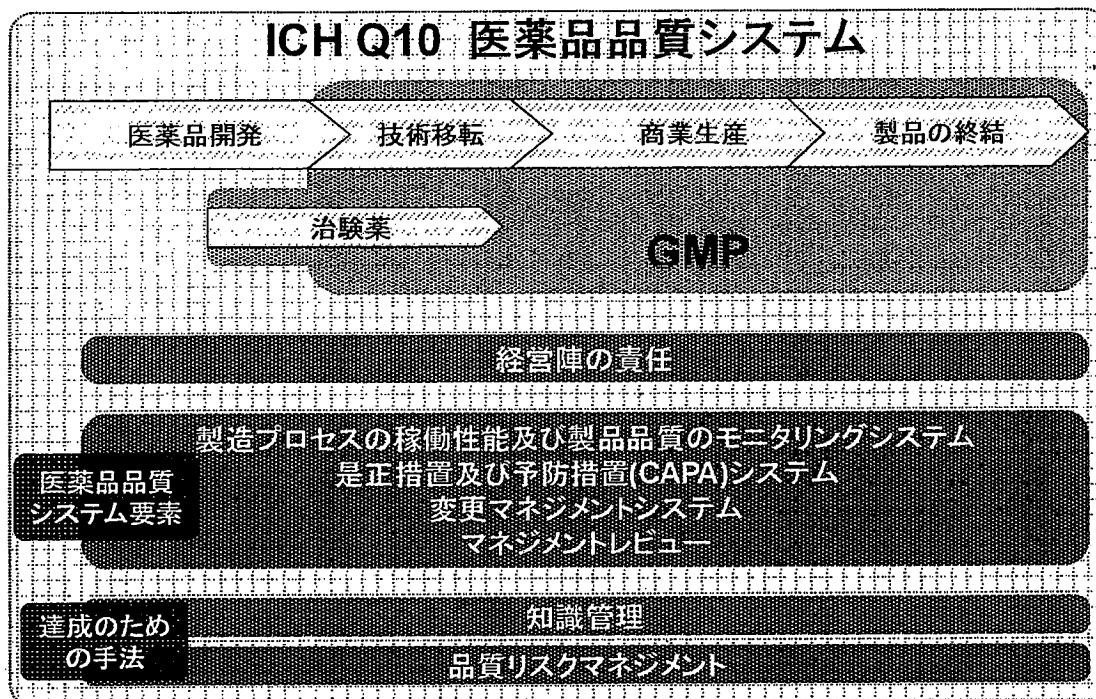 ICH Q10 医薬品品質システム
医薬品開発
技術移転
商業生産
製品の終結
治験薬
GMP
経営陣の責任
製造プロセスの稼働性能及び製品品質のモニタリングシステム
是正措置及び予防措置(CAPA)システム
変更マネジメントシステム
マネジメントレビュー
医薬品品質
システム要素
知識管理
達成のため
の手法
品質リスクマネジメント